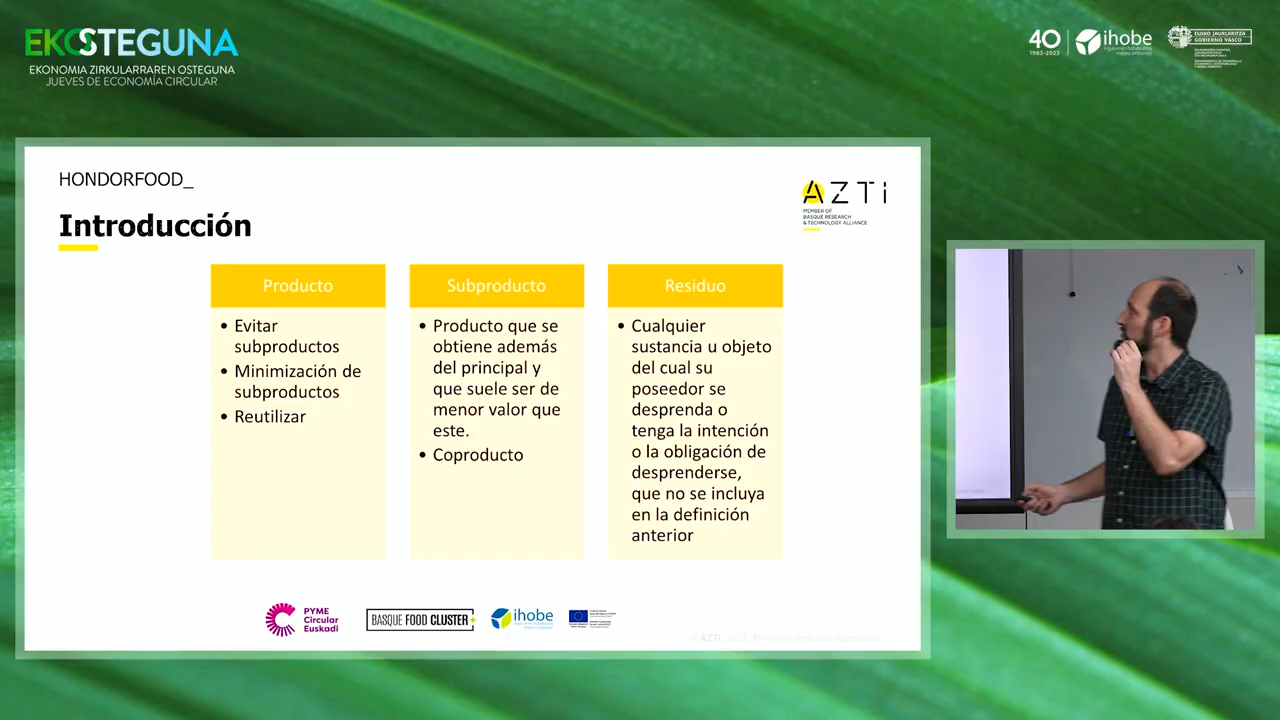 EKOSTEGUNA
EKONOMIA ZIRKULARRAREN OSTEGUNA
JUEVES DE ECONOMÍA CIRCULAR
40
1983-2023
ihobe
EUSKO JAURLARITZA
GOBIERNO VASCO
HONDORFOOD_
Introducción
AZTi
MEMBER OF
BASQUE RESEARCH
& TECHNOLOGY ALLIANCE
Producto
• Evitar
subproductos
• Minimización de
subproductos
• Reutilizar
Subproducto
• Producto que se
obtiene además
del principal y
que suele ser de
menor valor que
este.
• Coproducto
Residuo
• Cualquier
sustancia u objeto
del cual su
poseedor se
desprenda o
tenga la intención
o la obligación de
desprenderse,
que no se incluya
en la definición
anterior
PYME
Circular
Euskadi
BASQUE FOOD CLUSTER+
ihobe